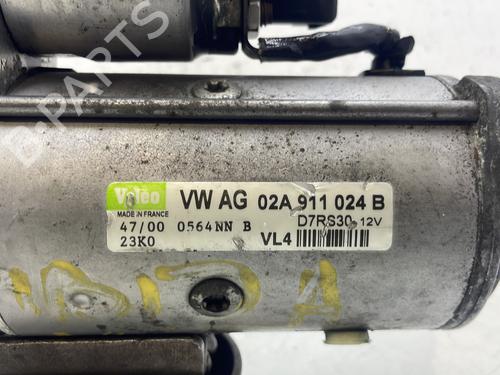 B-PARTS
Valeo
MADE IN FRANCE
VW AG 02A 911 024 B
47/00 0564NN B D7RS30 12V
23K0 VL4